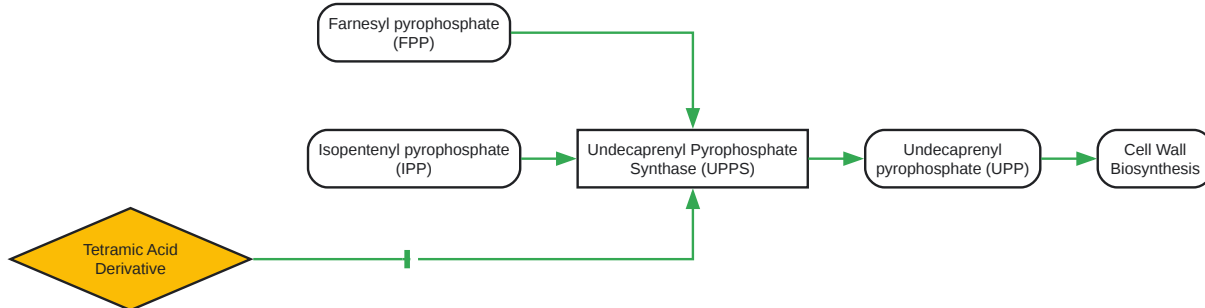 Farnesyl pyrophosphate
(FPP)
Isopentenyl pyrophosphate
(IPP)
Undecaprenyl Pyrophosphate
Synthase (UPPS)
Undecaprenyl
pyrophosphate (UPP)
Cell Wall
Biosynthesis
Tetramic Acid
Derivative